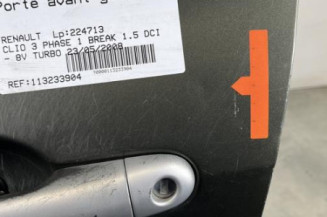 Porte avant g
RENAULT Lp:224713
CLIO 3 PHASE 1 BREAK 1.5 DCI
- 8V TURBO 23/05/2008
REF:113233904